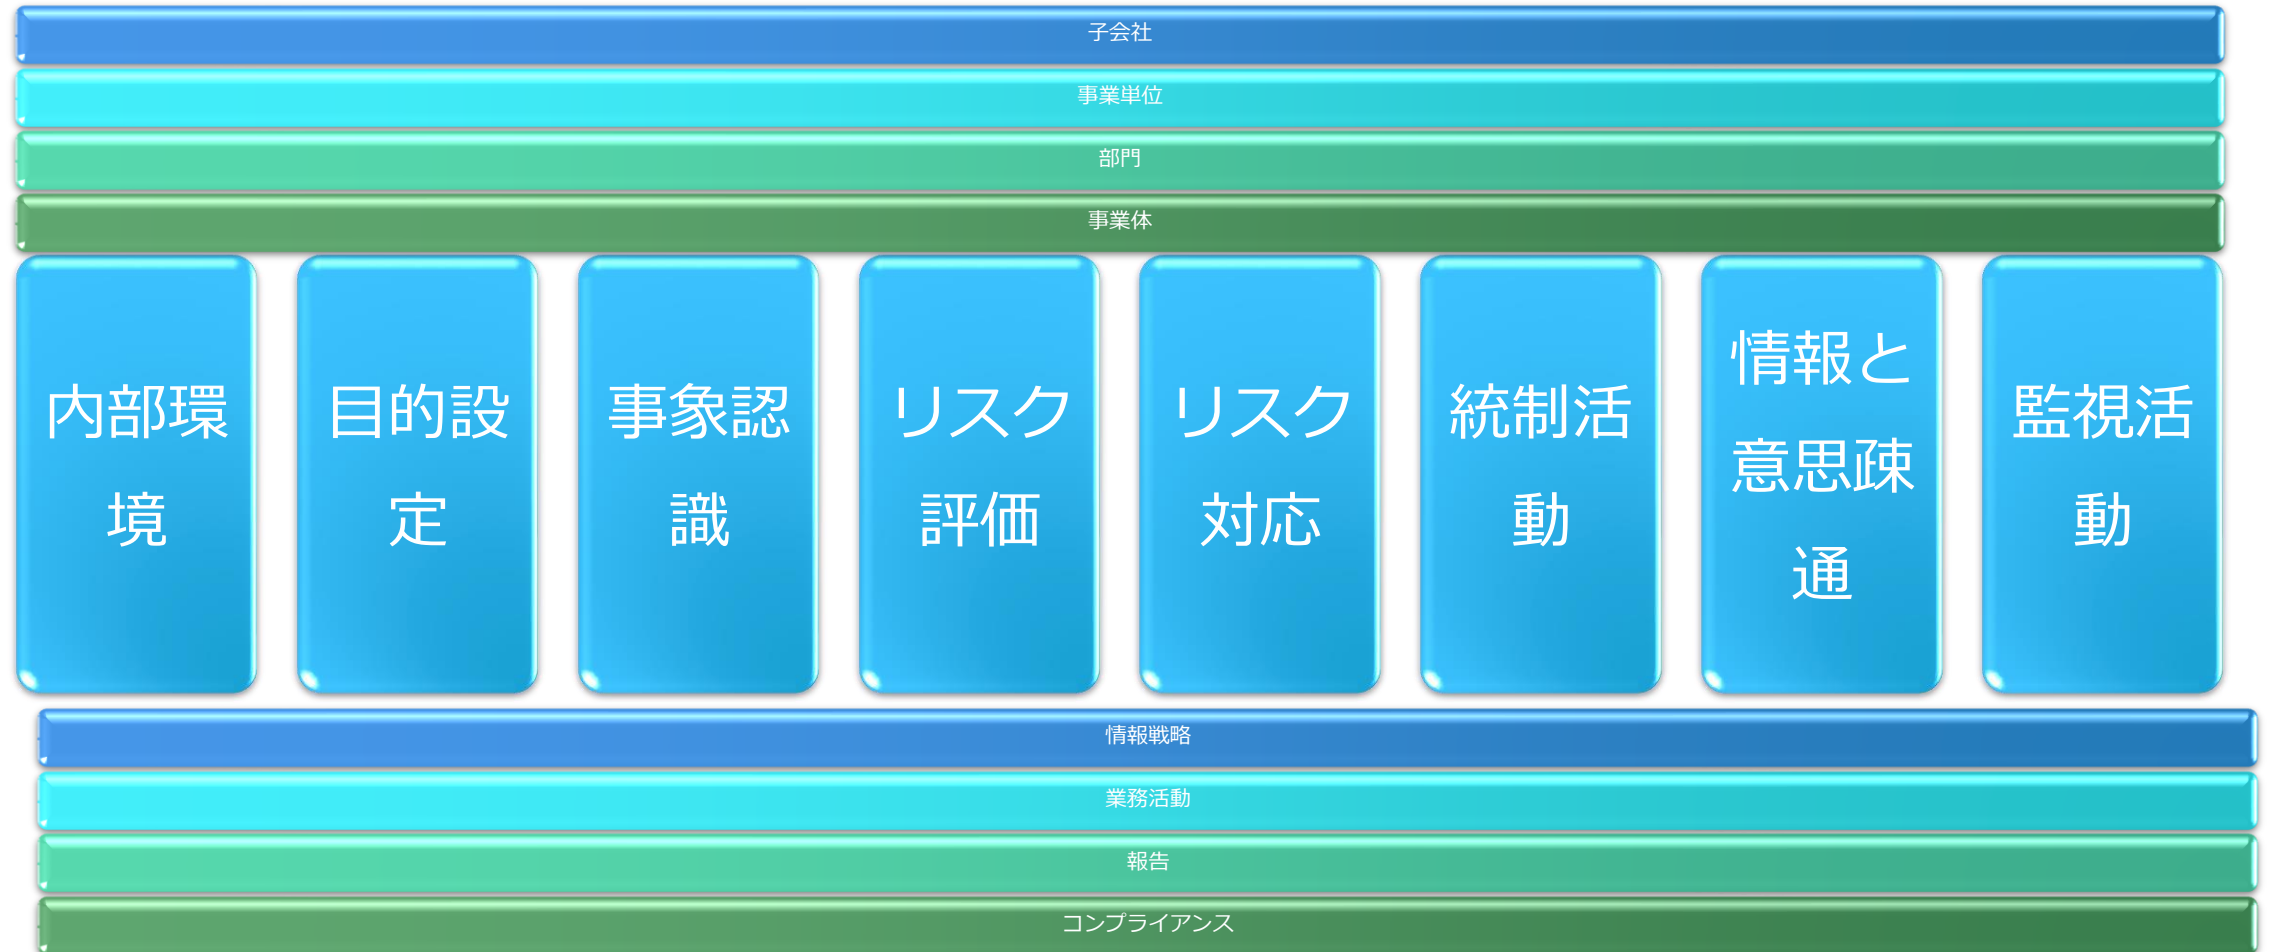 子会社
事業単位
部門
事業体
内部環
境
目的設
定
事象認
識
リスク
評価
リスク
対応
統制活
動
情報と
意思疎
通
監視活
動
情報戦略
業務活動
報告
コンプライアンス